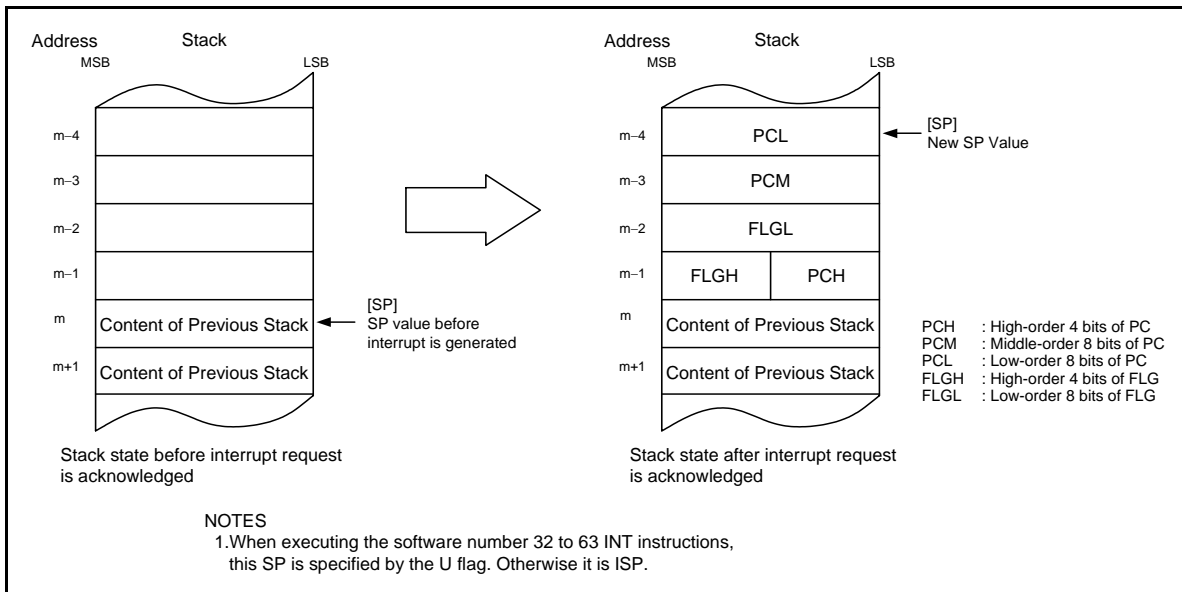 Address Stack
MSB LSB
m−4
m−3
m−2
m−1
m Content of Previous Stack
m+1 Content of Previous Stack
[SP]
SP value before
interrupt is generated
Stack state before interrupt request
is acknowledged
Address Stack
MSB LSB
m−4 PCL
m−3 PCM
m−2 FLGL
m−1 FLGH PCH
m Content of Previous Stack
m+1 Content of Previous Stack
[SP]
New SP Value
Stack state after interrupt request
is acknowledged
PCH : High-order 4 bits of PC
PCM : Middle-order 8 bits of PC
PCL : Low-order 8 bits of PC
FLGH : High-order 4 bits of FLG
FLGL : Low-order 8 bits of FLG
NOTES
1.When executing the software number 32 to 63 INT instructions,
this SP is specified by the U flag. Otherwise it is ISP.